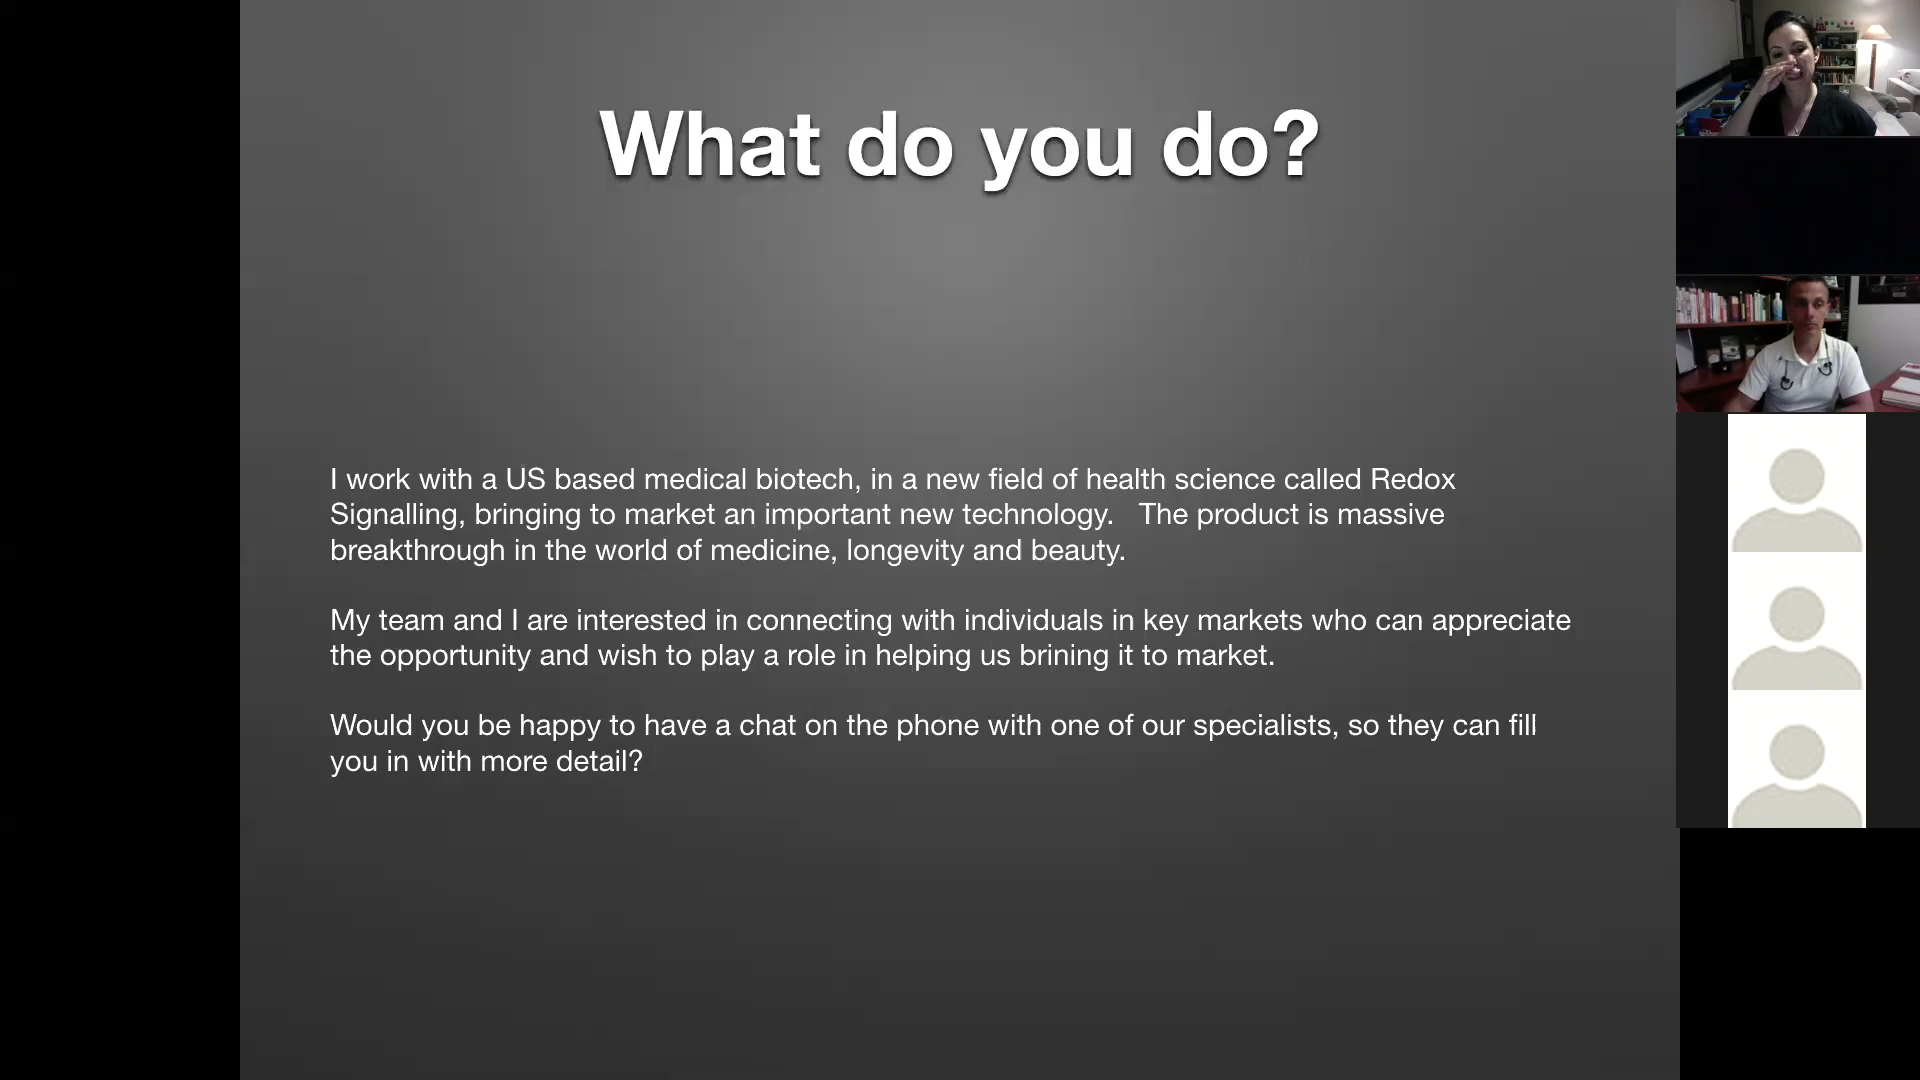 What do you do?
I work with a US based medical biotech, in a new field of health science called Redox
Signalling, bringing to market an important new technology.   The product is massive
breakthrough in the world of medicine, longevity and beauty.
My team and I are interested in connecting with individuals in key markets who can appreciate
the opportunity and wish to play a role in helping us brining it to market.
Would you be happy to have a chat on the phone with one of our specialists, so they can fill
you in with more detail?